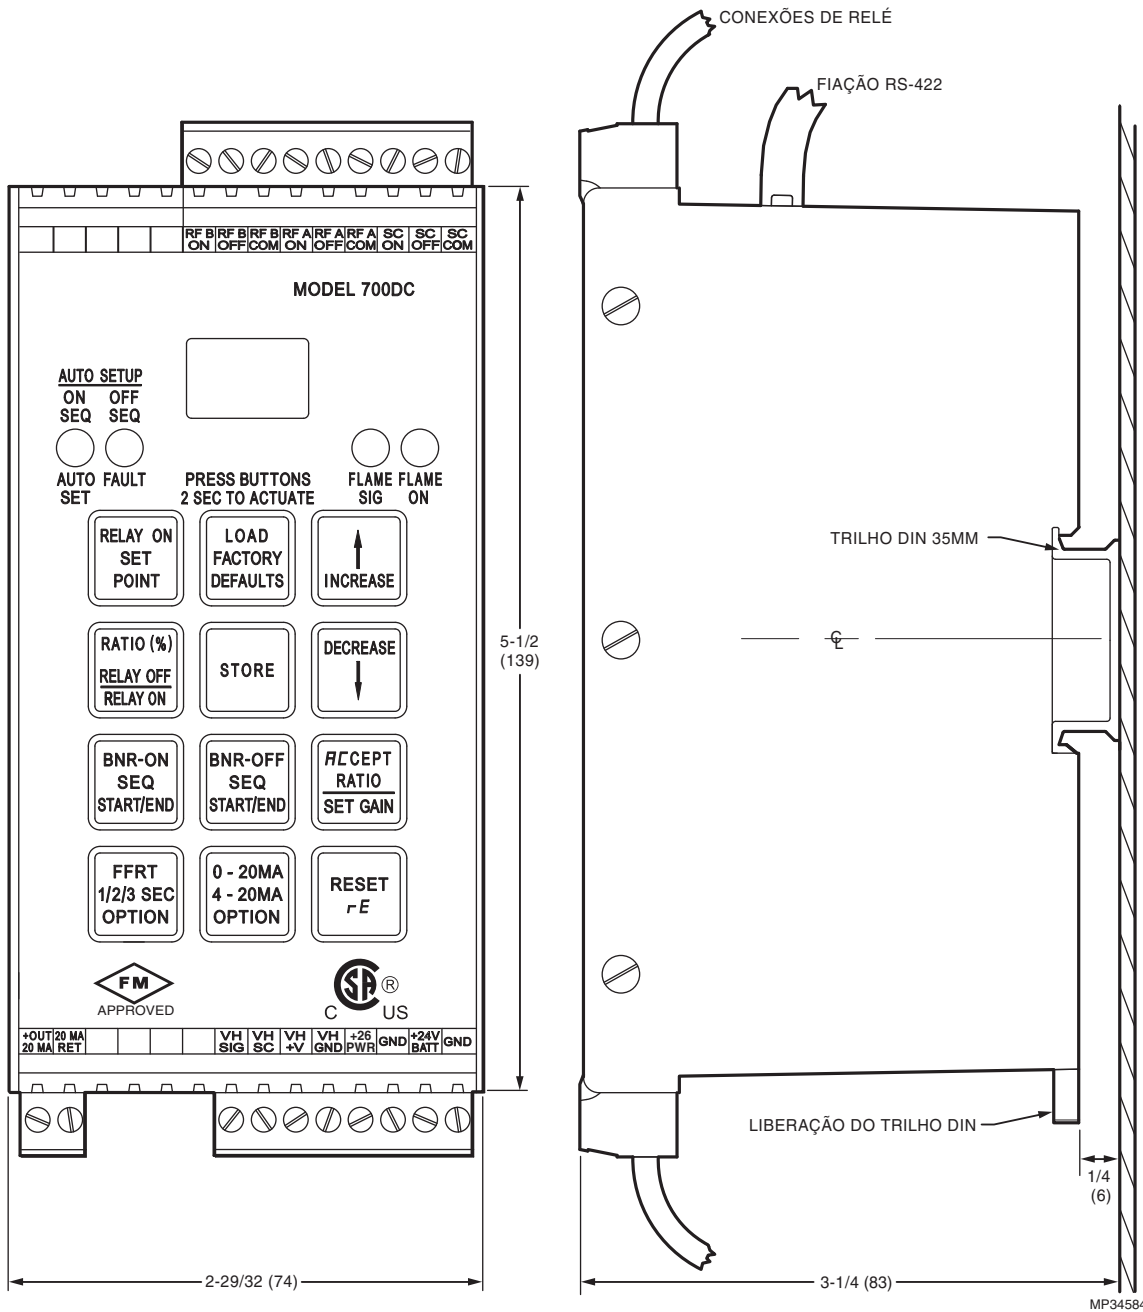 CONEXÕES DE RELÉ
FIAÇÃO RS-422
RF B ON
RF B OFF
RF B COM
RF A ON
RF A OFF
RF A COM
SC ON
SC OFF
SC COM
MODEL 700DC
AUTO SETUP
ON SEQ
OFF SEQ
AUTO SET
FAULT
PRESS BUTTONS
2 SEC TO ACTUATE
FLAME SIG
FLAME ON
RELAY ON
SET
POINT
LOAD
FACTORY
DEFAULTS
INCREASE
RATIO (%)
RELAY OFF
RELAY ON
STORE
DECREASE
BNR-ON
SEQ
START/END
BNR-OFF
SEQ
START/END
ACCEPT
RATIO
SET GAIN
FFRT
1/2/3 SEC
OPTION
0 - 20MA
4 - 20MA
OPTION
RESET
rE
FM
APPROVED
SA
®
C
US
+OUT 20 MA
20 MA RET
VH SIG
VH SC
VH +V
VH GND
+26 PWR
GND
+24V BATT
GND
5-1/2
(139)
2-29/32 (74)
TRILHO DIN 35MM
CL
LIBERAÇÃO DO TRILHO DIN
1/4
(6)
3-1/4 (83)
MP34584